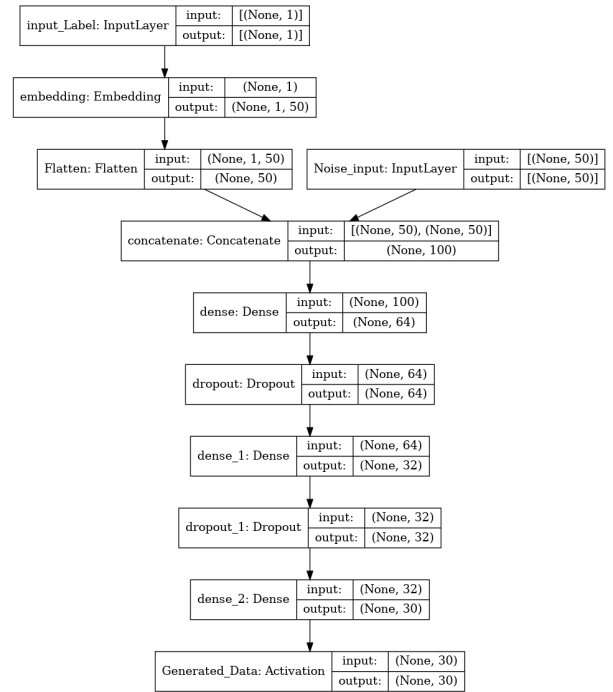 input_Label: InputLayer input: [(None, 1)]
output: [(None, 1)]
embedding: Embedding input: (None, 1)
output: (None, 1, 50)
Flatten: Flatten input: (None, 1, 50)
output: (None, 50)
Noise_input: InputLayer input: [(None, 50)]
output: [(None, 50)]
concatenate: Concatenate input: [(None, 50), (None, 50)]
output: (None, 100)
dense: Dense input: (None, 100)
output: (None, 64)
dropout: Dropout input: (None, 64)
output: (None, 64)
dense_1: Dense input: (None, 64)
output: (None, 32)
dropout_1: Dropout input: (None, 32)
output: (None, 32)
dense_2: Dense input: (None, 32)
output: (None, 30)
Generated_Data: Activation input: (None, 30)
output: (None, 30)